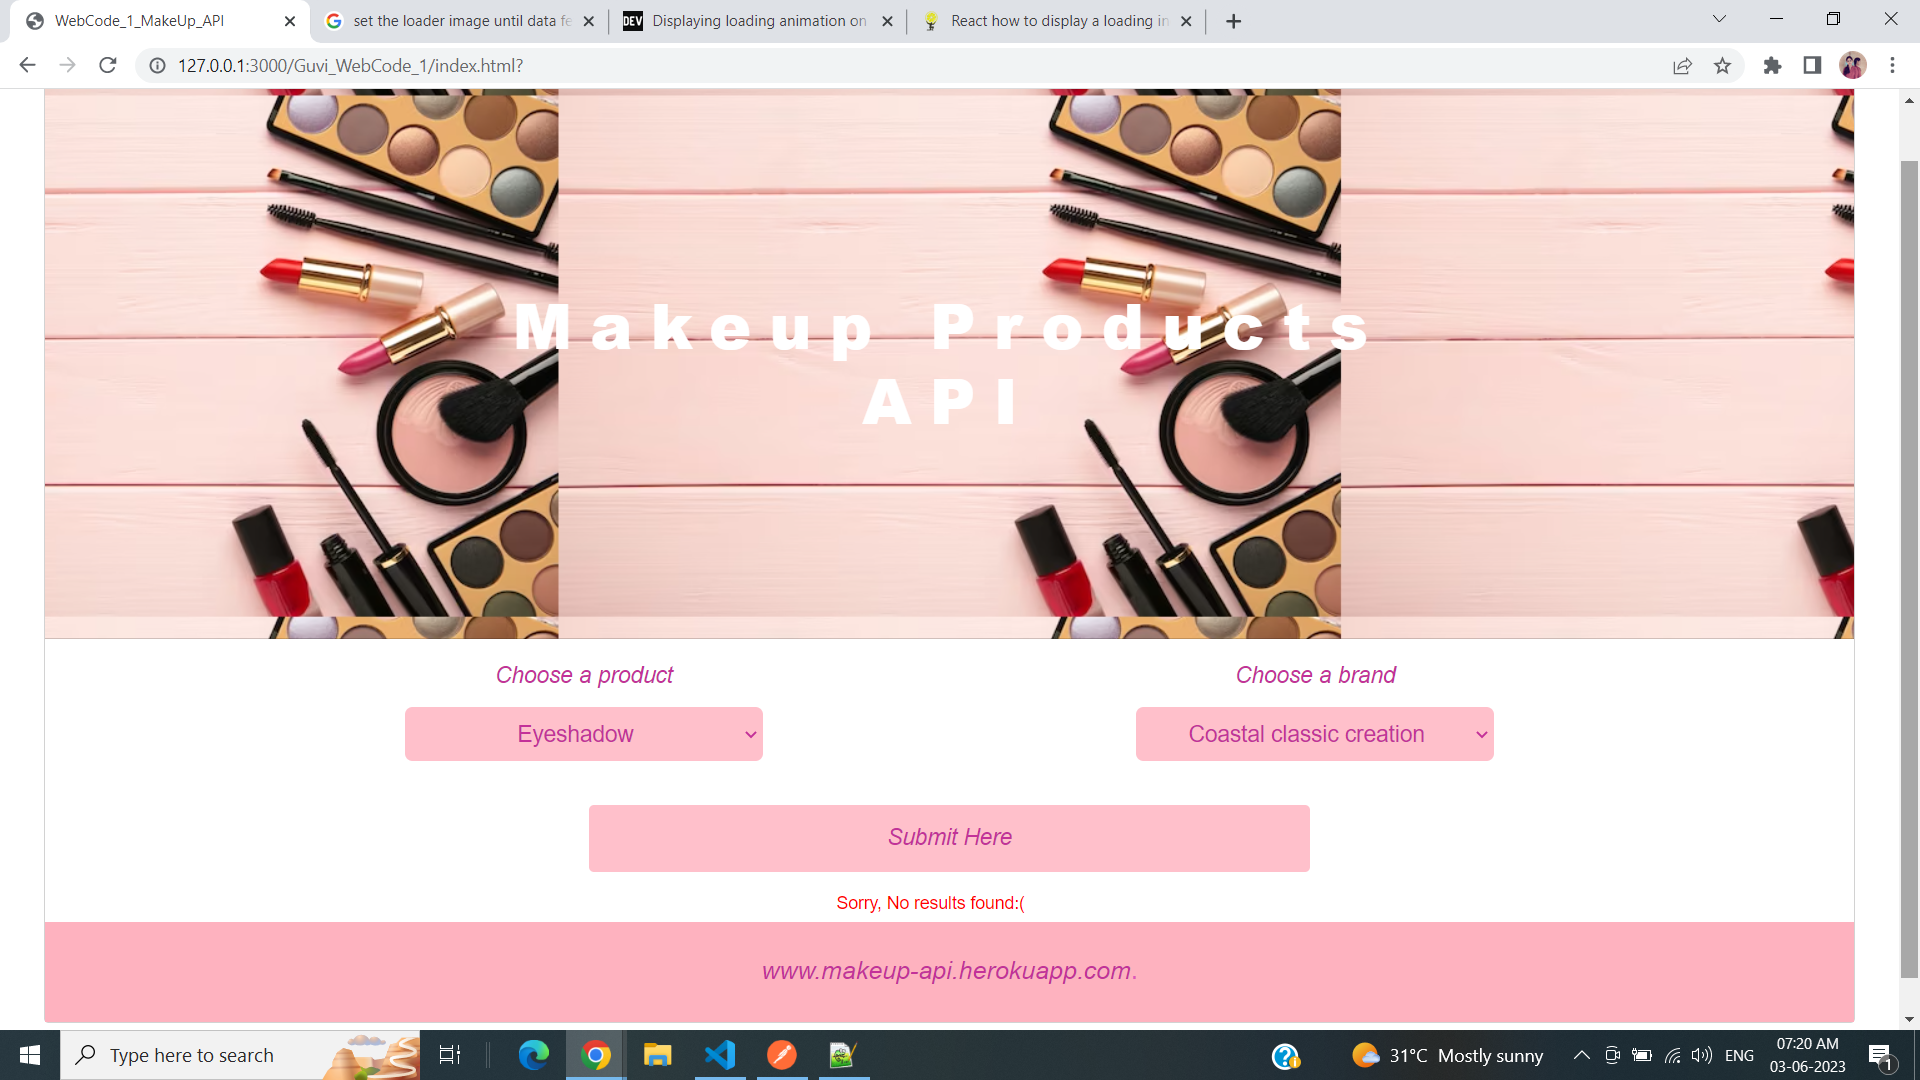 WebCode_1_MakeUp_API
set the loader image until data fe
DEV Displaying loading animation on
React how to display a loading in
127.0.0.1:3000/Guvi_WebCode_1/index.html?
Makeup Products
API
Choose a product
Choose a brand
Eyeshadow
Coastal classic creation
Submit Here
Sorry, No results found:(
www.makeup-api.herokuapp.com.
Type here to search
31°C Mostly sunny
ENG
07:20 AM
03-06-2023
1